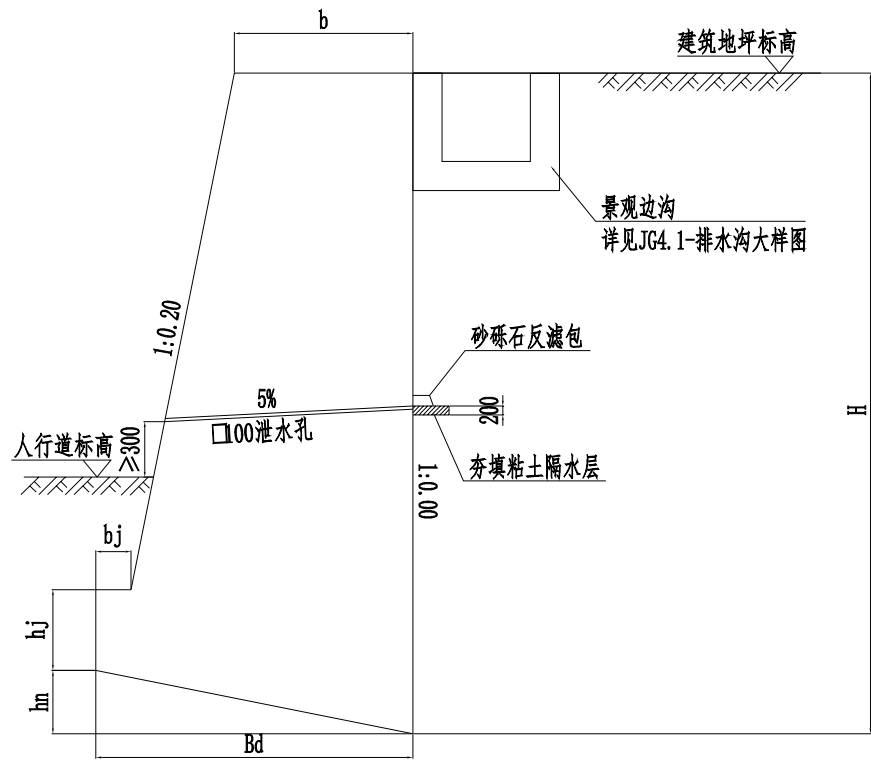 b
建筑地坪标高
景观边沟
详见JG4.1-排水沟大样图
1:0.20
砂砾石反滤包
5%
200
□100泄水孔
H
人行道标高
≥300
夯填粘土隔水层
1:0.00
bj
hj
hn
Bd